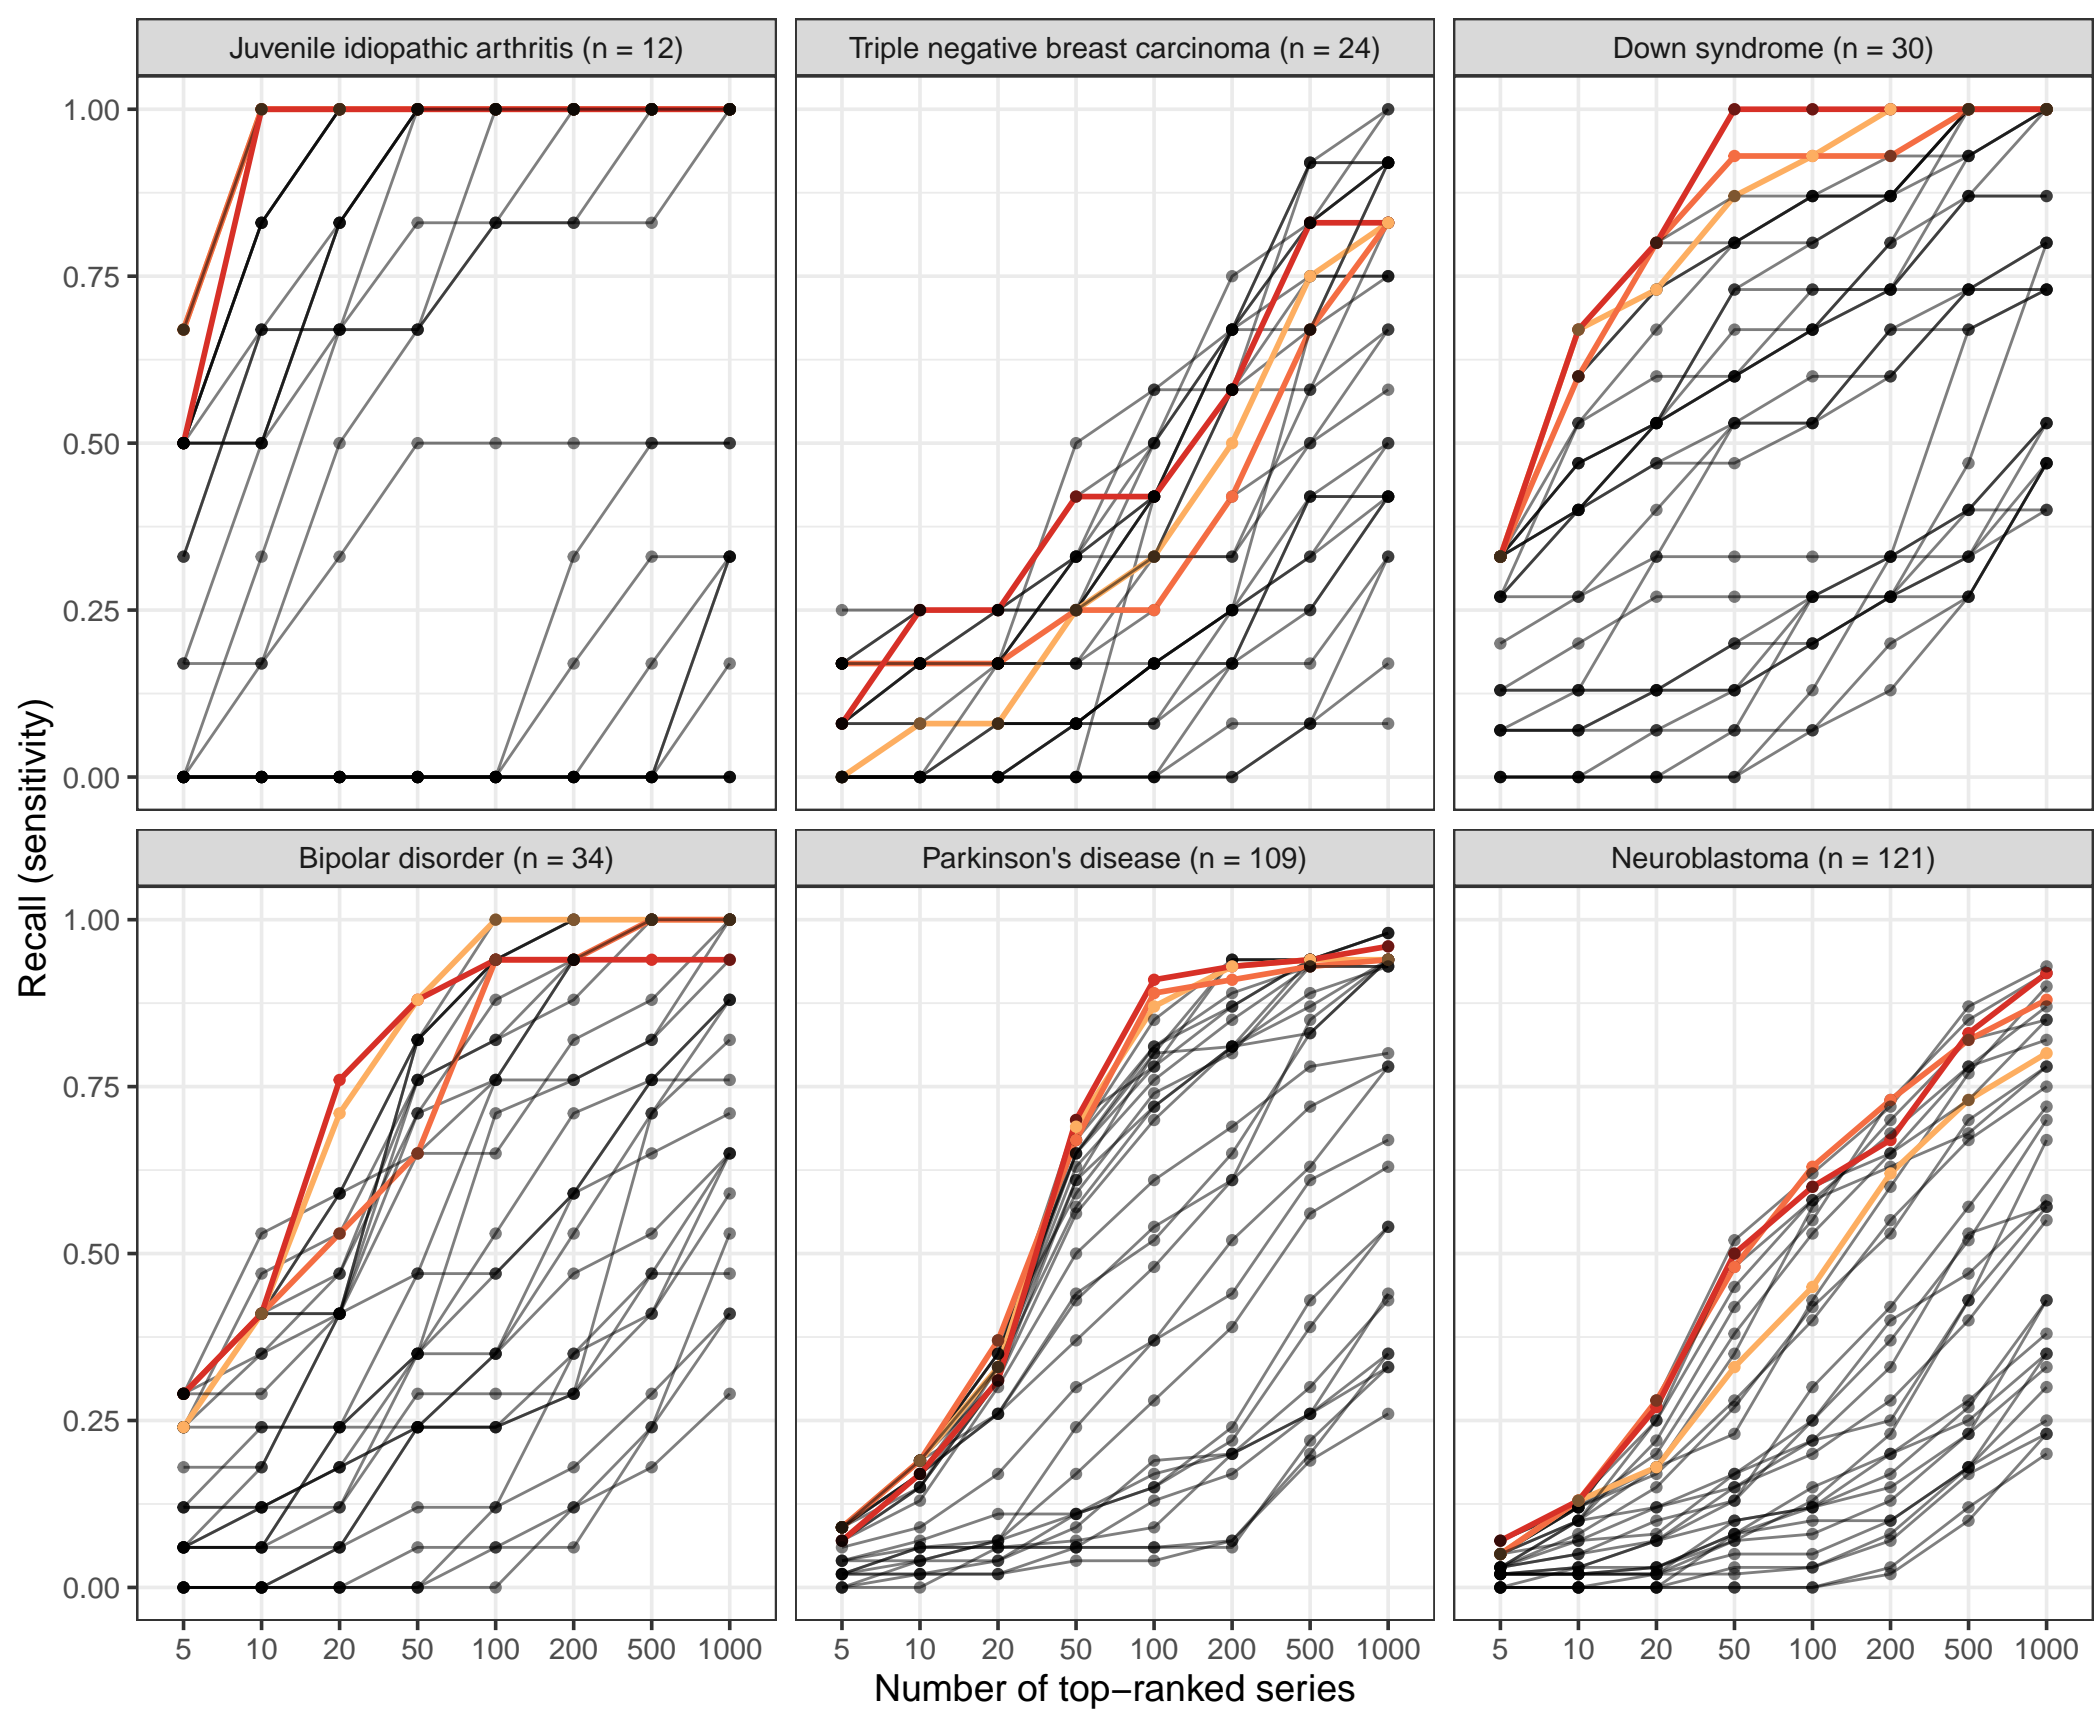 Juvenile idiopathic arthritis (n = 12)
Triple negative breast carcinoma (n = 24)
Down syndrome (n = 30)
1.00
0.75
0.50
0.25
0.00
Recall (sensitivity)
Bipolar disorder (n = 34)
Parkinson's disease (n = 109)
Neuroblastoma (n = 121)
1.00
0.75
0.50
0.25
0.00
5 10 20 50 100 200 500 1000
5 10 20 50 100 200 500 1000
5 10 20 50 100 200 500 1000
Number of top−ranked series